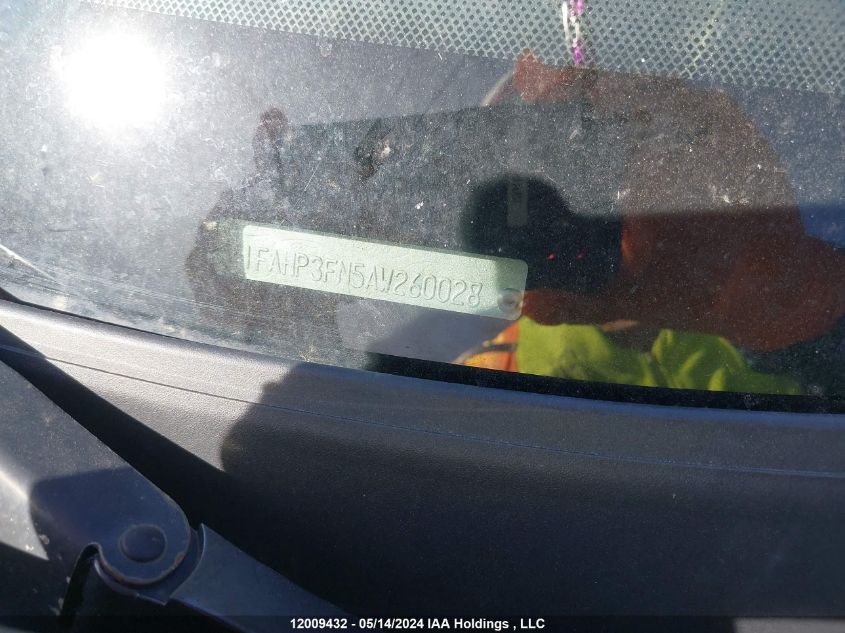 1FAHP3FN5AW260028
12009432 - 05/14/2024 IAA Holdings , LLC